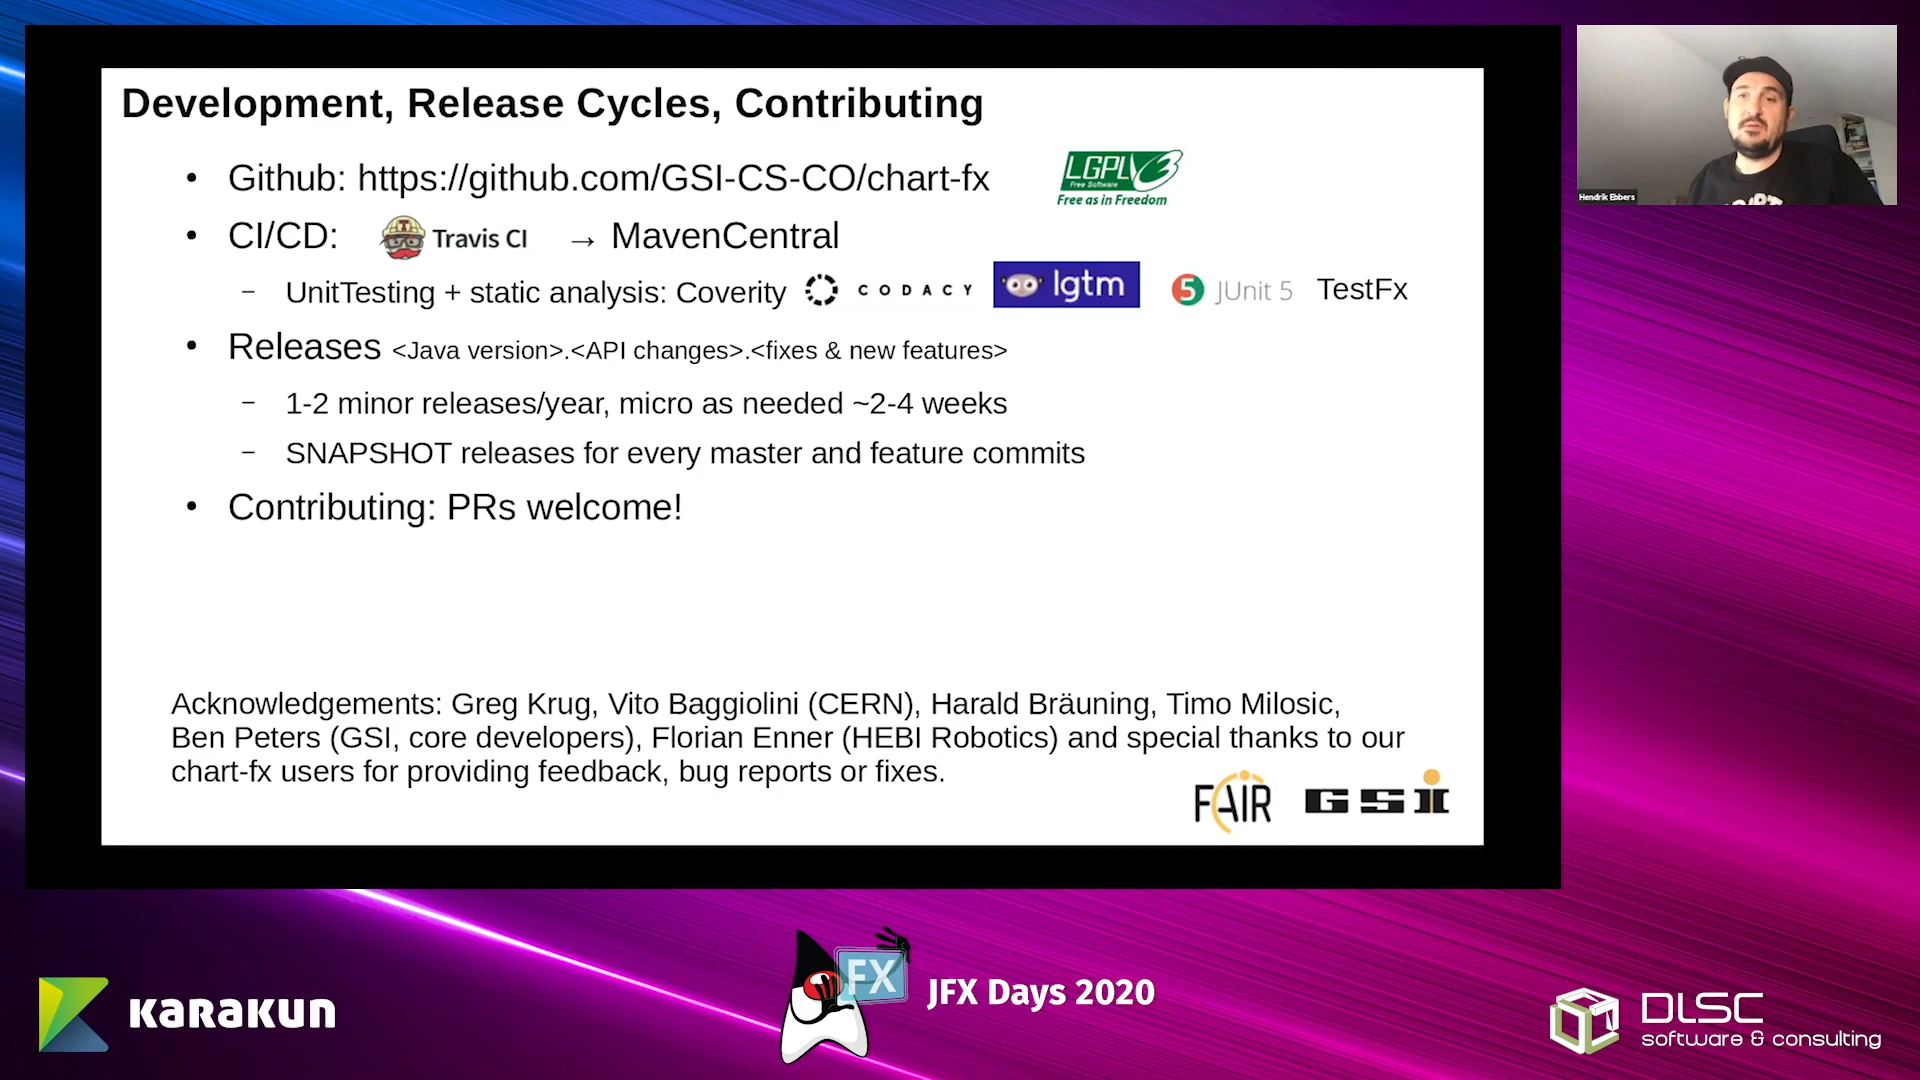 Development, Release Cycles, Contributing
• Github: https://github.com/GSI-CS-CO/chart-fx
LGPL v3
Free Software
Free as in Freedom
• CI/CD: Travis CI → MavenCentral
– UnitTesting + static analysis: Coverity CODACY lgtm 5 JUnit 5 TestFx
• Releases <Java version>.<API changes>.<fixes & new features>
– 1-2 minor releases/year, micro as needed ~2-4 weeks
– SNAPSHOT releases for every master and feature commits
• Contributing: PRs welcome!
Acknowledgements: Greg Krug, Vito Baggiolini (CERN), Harald Bräuning, Timo Milosic,
Ben Peters (GSI, core developers), Florian Enner (HEBI Robotics) and special thanks to our
chart-fx users for providing feedback, bug reports or fixes.
FAIR GSI
Hendrik Ebbers
KARAKUN
FX
JFX Days 2020
DLSC
software & consulting